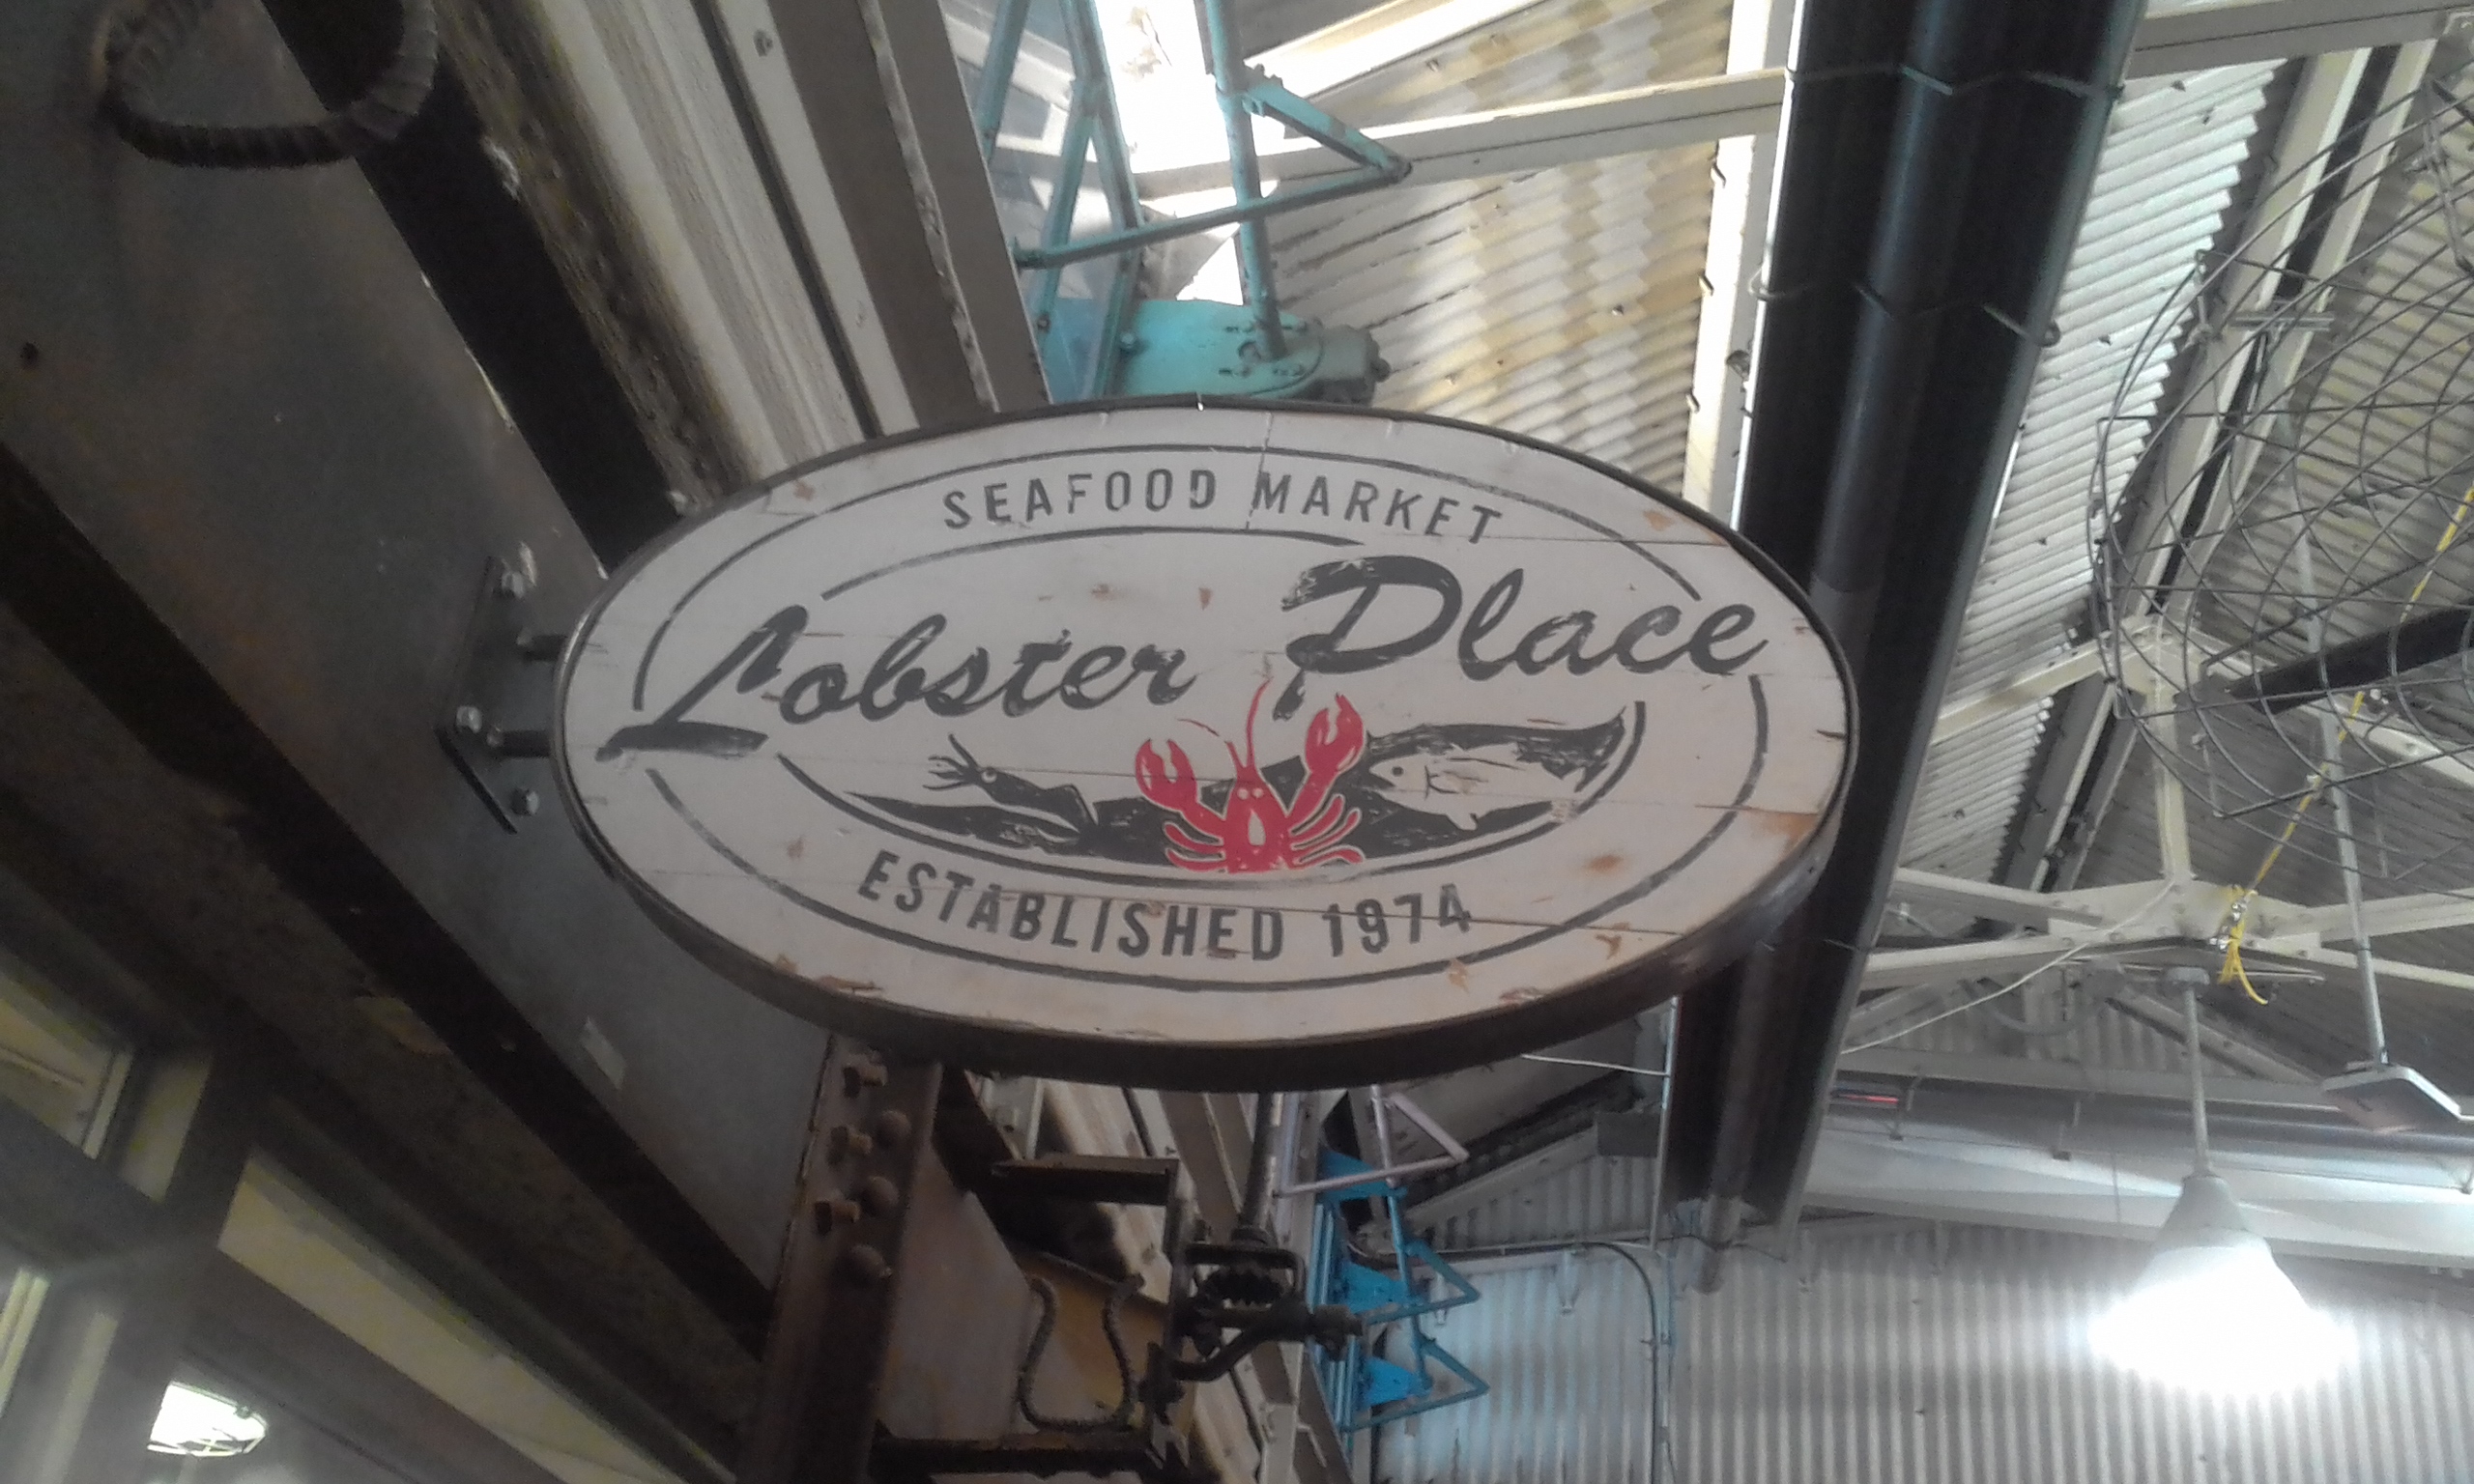 SEAFOOD MARKET
Lobster Place
ESTABLISHED 1974